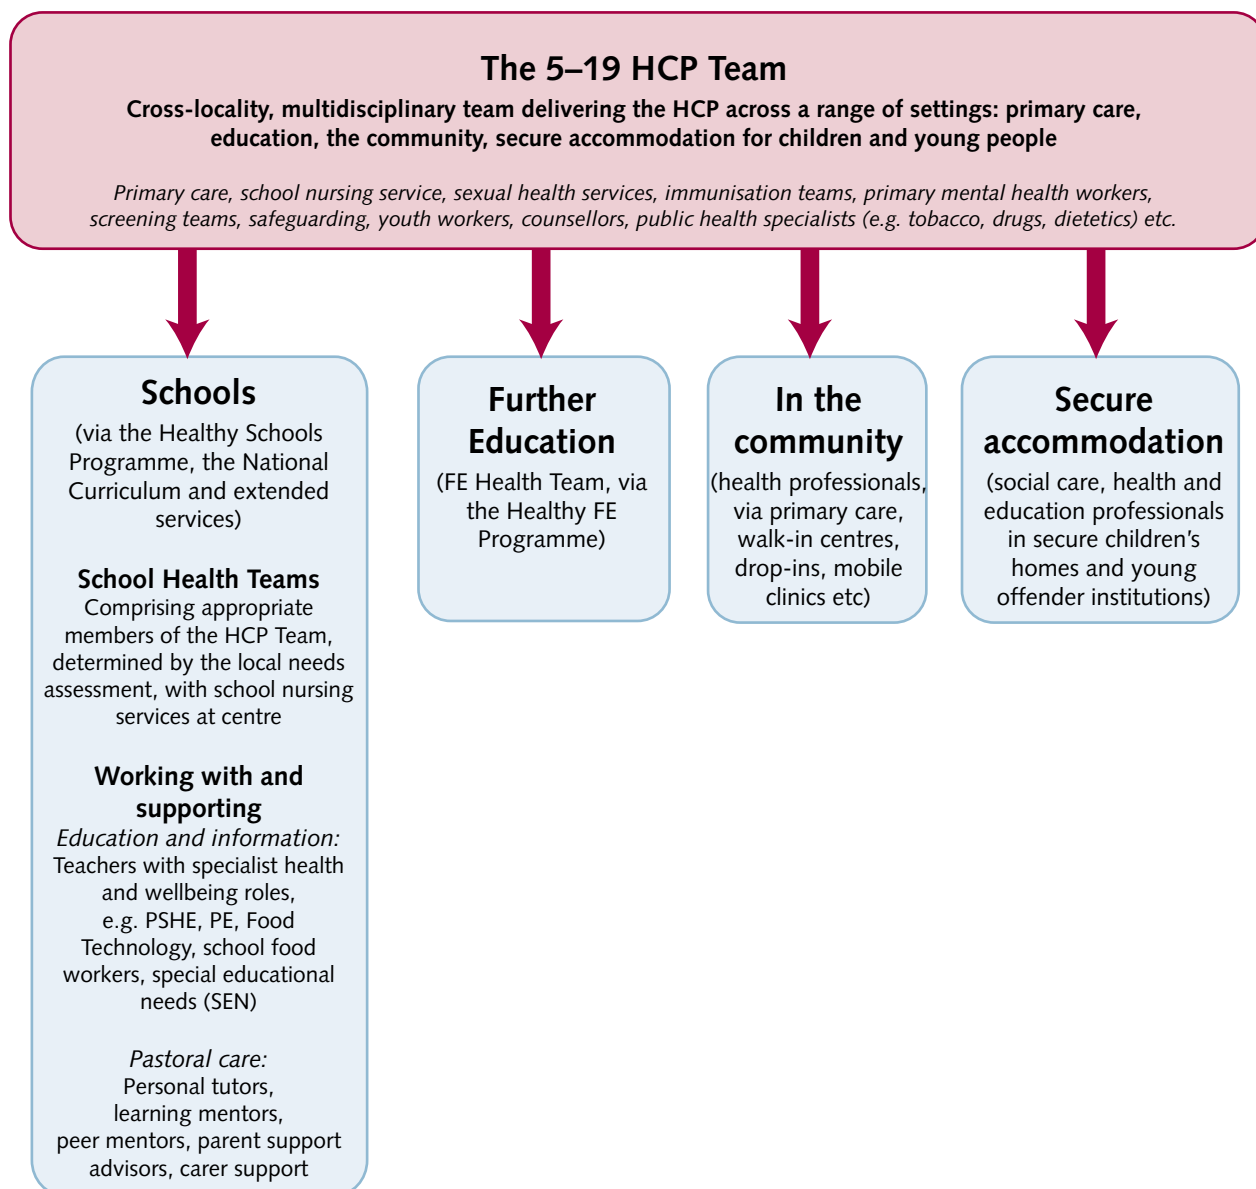 The 5–19 HCP Team
Cross-locality, multidisciplinary team delivering the HCP across a range of settings: primary care,
education, the community, secure accommodation for children and young people
Primary care, school nursing service, sexual health services, immunisation teams, primary mental health workers,
screening teams, safeguarding, youth workers, counsellors, public health specialists (e.g. tobacco, drugs, dietetics) etc.
Schools
(via the Healthy Schools
Programme, the National
Curriculum and extended
services)
School Health Teams
Comprising appropriate
members of the HCP Team,
determined by the local needs
assessment, with school nursing
services at centre
Working with and
supporting
Education and information:
Teachers with specialist health
and wellbeing roles,
e.g. PSHE, PE, Food
Technology, school food
workers, special educational
needs (SEN)
Pastoral care:
Personal tutors,
learning mentors,
peer mentors, parent support
advisors, carer support
Further
Education
(FE Health Team, via
the Healthy FE
Programme)
In the
community
(health professionals,
via primary care,
walk-in centres,
drop-ins, mobile
clinics etc)
Secure
accommodation
(social care, health and
education professionals
in secure children's
homes and young
offender institutions)